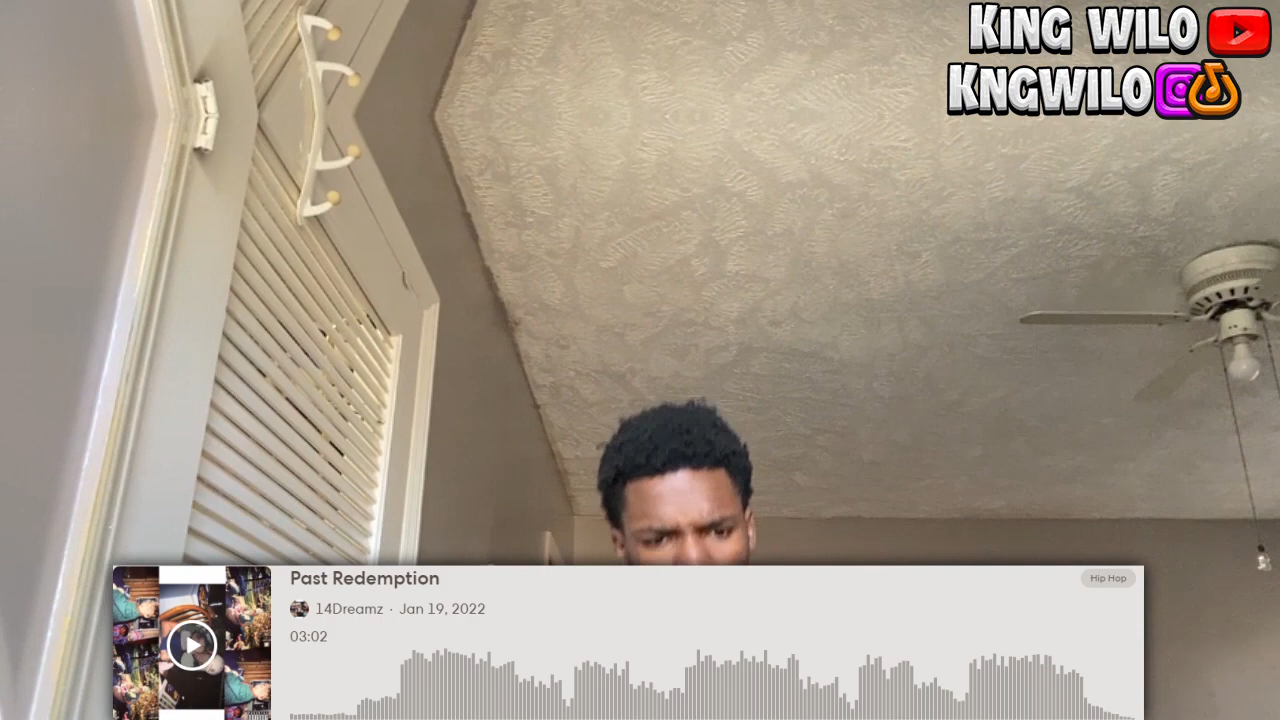 KING WILO
KNGWILO
Past Redemption
Hip Hop
14Dreamz · Jan 19, 2022
03:02